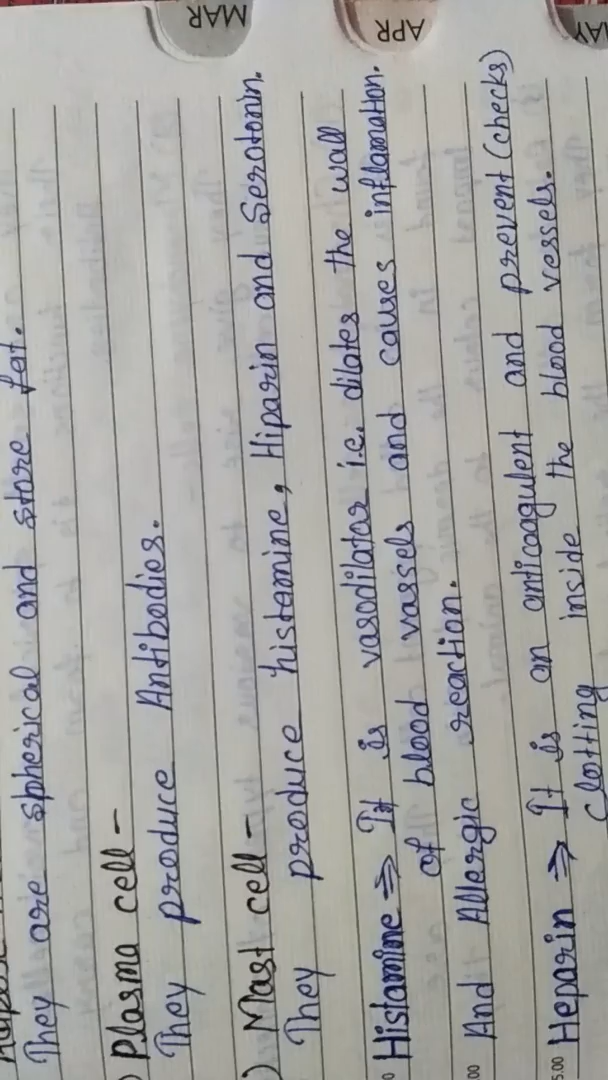 They are spherical and store fat.
) Plasma cell -
They produce Antibodies.
) Mast cell -
They produce histamine, Hiparin and Serotonin.
Histamine ⇒ It is vasodilator i.e. dilates the wall
of blood vassels and causes inflamation.
And Allergic reaction.
Heparin ⇒ It is an anticoagulent and prevent (checks)
clotting inside the blood vessels.
MAR
APR
MAY